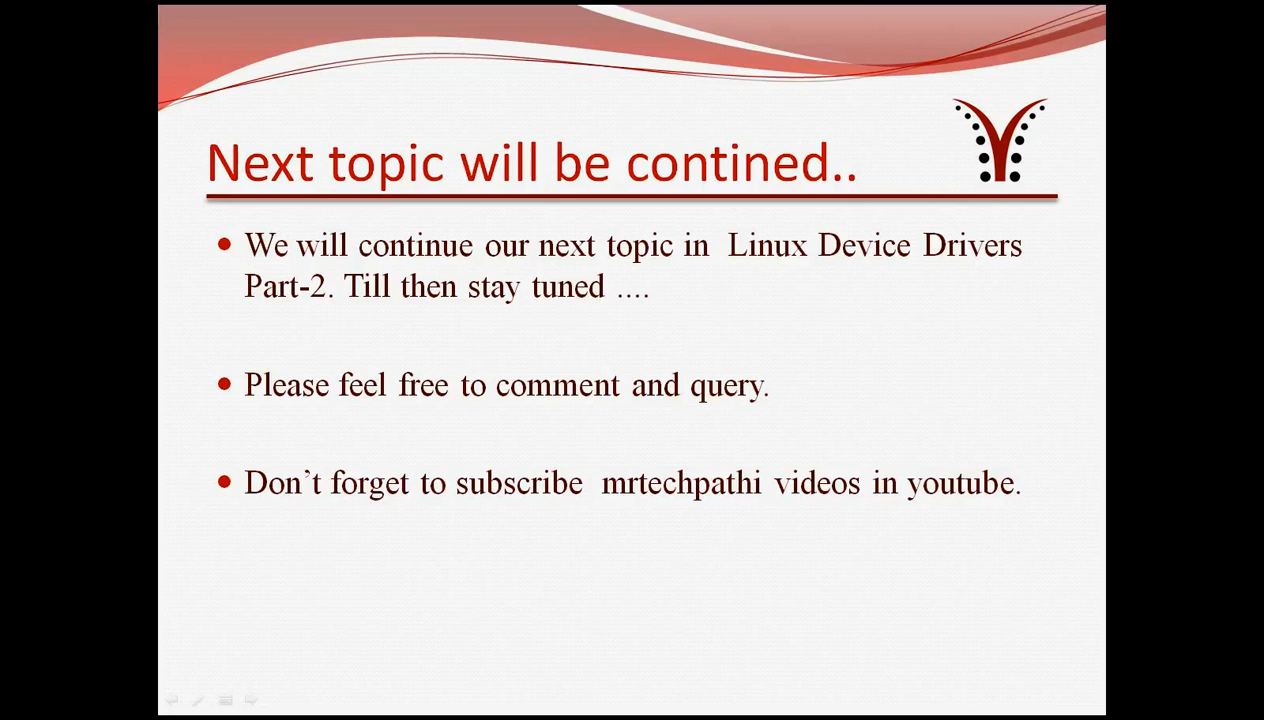 Next topic will be contined..
We will continue our next topic in Linux Device Drivers
Part-2. Till then stay tuned ....
Please feel free to comment and query.
Don’t forget to subscribe mrtechpathi videos in youtube.